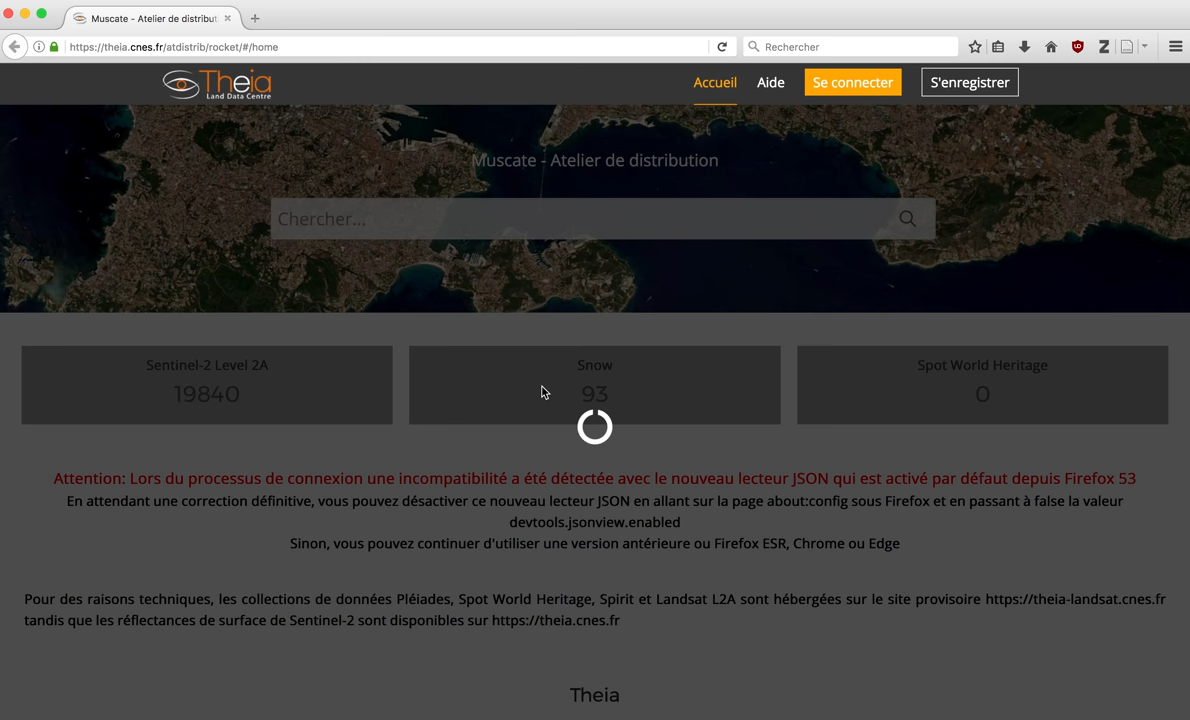 Muscate - Atelier de distribut
https://theia.cnes.fr/atdistrib/rocket/#/home
Rechercher
Theia
Land Data Centre
Accueil
Aide
Se connecter
S'enregistrer
Muscate - Atelier de distribution
Chercher...
Sentinel-2 Level 2A
19840
Snow
93
Spot World Heritage
0
Attention: Lors du processus de connexion une incompatibilité a été détectée avec le nouveau lecteur JSON qui est activé par défaut depuis Firefox 53
En attendant une correction définitive, vous pouvez désactiver ce nouveau lecteur JSON en allant sur la page about:config sous Firefox et en passant à false la valeur
devtools.jsonview.enabled
Sinon, vous pouvez continuer d'utiliser une version antérieure ou Firefox ESR, Chrome ou Edge
Pour des raisons techniques, les collections de données Pléiades, Spot World Heritage, Spirit et Landsat L2A sont hébergées sur le site provisoire https://theia-landsat.cnes.fr
tandis que les réflectances de surface de Sentinel-2 sont disponibles sur https://theia.cnes.fr
Theia